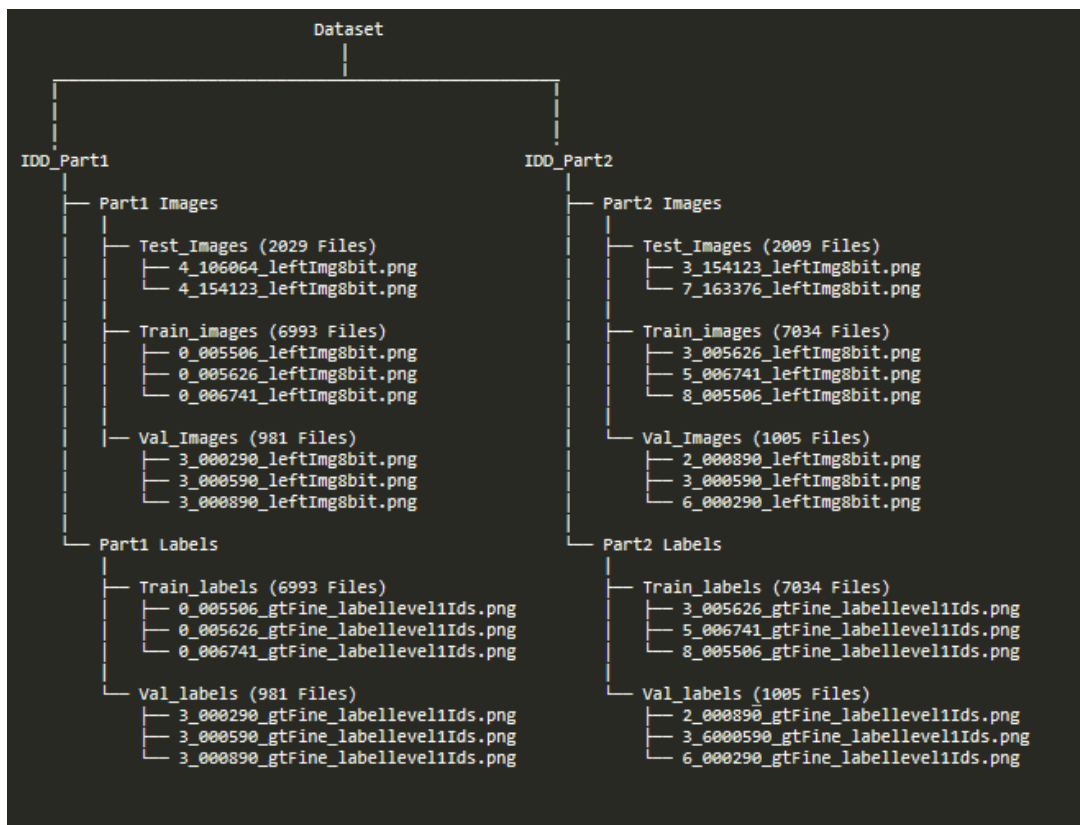 Dataset
IDD_Part1
Part1 Images
Test_Images (2029 Files)
4_106064_leftImg8bit.png
4_154123_leftImg8bit.png
Train_images (6993 Files)
0_005506_leftImg8bit.png
0_005626_leftImg8bit.png
0_006741_leftImg8bit.png
Val_Images (981 Files)
3_000290_leftImg8bit.png
3_000590_leftImg8bit.png
3_000890_leftImg8bit.png
Part1 Labels
Train_labels (6993 Files)
0_005506_gtFine_labellevel1Ids.png
0_005626_gtFine_labellevel1Ids.png
0_006741_gtFine_labellevel1Ids.png
Val_labels (981 Files)
3_000290_gtFine_labellevel1Ids.png
3_000590_gtFine_labellevel1Ids.png
3_000890_gtFine_labellevel1Ids.png
IDD_Part2
Part2 Images
Test_Images (2009 Files)
3_154123_leftImg8bit.png
7_163376_leftImg8bit.png
Train_images (7034 Files)
3_005626_leftImg8bit.png
5_006741_leftImg8bit.png
8_005506_leftImg8bit.png
Val_Images (1005 Files)
2_000890_leftImg8bit.png
3_000590_leftImg8bit.png
6_000290_leftImg8bit.png
Part2 Labels
Train_labels (7034 Files)
3_005626_gtFine_labellevel1Ids.png
5_006741_gtFine_labellevel1Ids.png
8_005506_gtFine_labellevel1Ids.png
Val_labels (1005 Files)
2_000890_gtFine_labellevel1Ids.png
3_6000590_gtFine_labellevel1Ids.png
6_000290_gtFine_labellevel1Ids.png